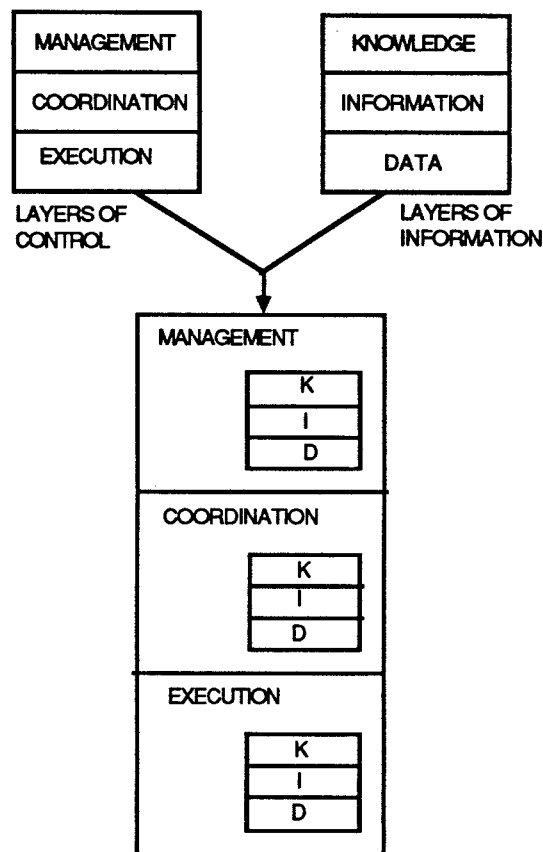 MANAGEMENT
COORDINATION
EXECUTION
LAYERS OF
CONTROL
KNOWLEDGE
INFORMATION
DATA
LAYERS OF
INFORMATION
MANAGEMENT
K
I
D
COORDINATION
K
I
D
EXECUTION
K
I
D